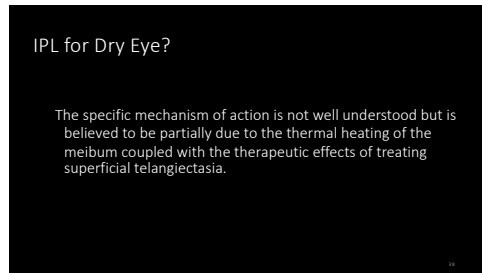 IPL for Dry Eye?
The specific mechanism of action is not well understood but is
believed to be partially due to the thermal heating of the
meibum coupled with the therapeutic effects of treating
superficial telangiectasia.
38